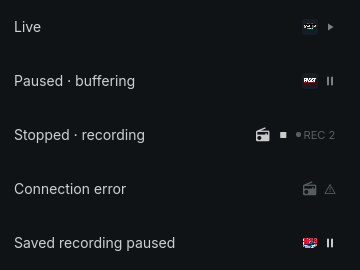 Live
Paused · buffering
Stopped · recording REC 2
Connection error
Saved recording paused